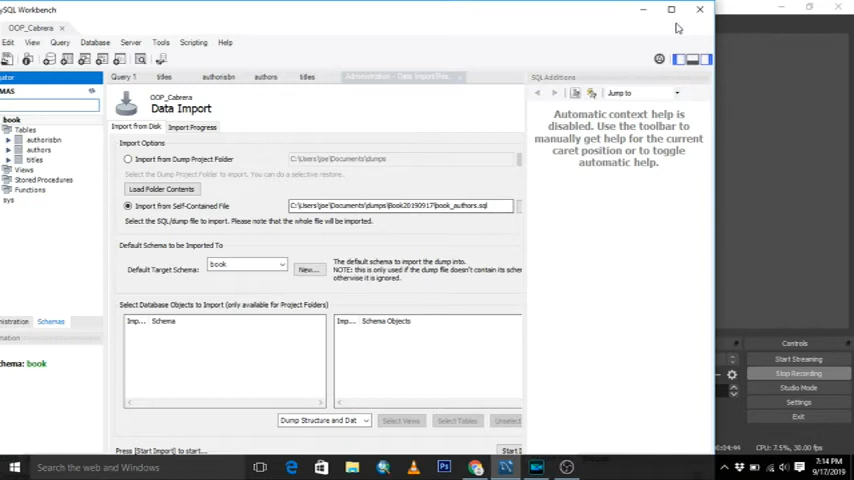 ySQL Workbench
OOP_Cabrera
Edit View Query Database Server Tools Scripting Help
vigator
MAS
book
Tables
authorisbn
authors
titles
Views
Stored Procedures
Functions
sys
ministration Schemas
mation
hema: book
Query 1 titles authorisbn authors titles Administration - Data Import/Res...
OOP_Cabrera
Data Import
Import from Disk Import Progress
Import Options
Import from Dump Project Folder C:\Users\joe\Documents\dumps
Select the Dump Project Folder to import. You can do a selective restore.
Load Folder Contents
Import from Self-Contained File C:\Users\joe\Documents\dumps\Book20190917\book_authors.sql
Select the SQL/dump file to import. Please note that the whole file will be imported.
Default Schema to be Imported To
Default Target Schema: book New... The default schema to import the dump into.
NOTE: this is only used if the dump file doesn't contain its schem
otherwise it is ignored.
Select Database Objects to Import (only available for Project Folders)
Imp... Schema Imp... Schema Objects
Dump Structure and Dat Select Views Select Tables Unselect
Press [Start Import] to start... Start I
SQL Additions
Jump to
Automatic context help is
disabled. Use the toolbar to
manually get help for the current
caret position or to toggle
automatic help.
Controls
Start Streaming
Stop Recording
Studio Mode
Settings
Exit
CPU: 7.5%, 30.00 fps
Search the web and Windows
7:14 PM
9/17/2019